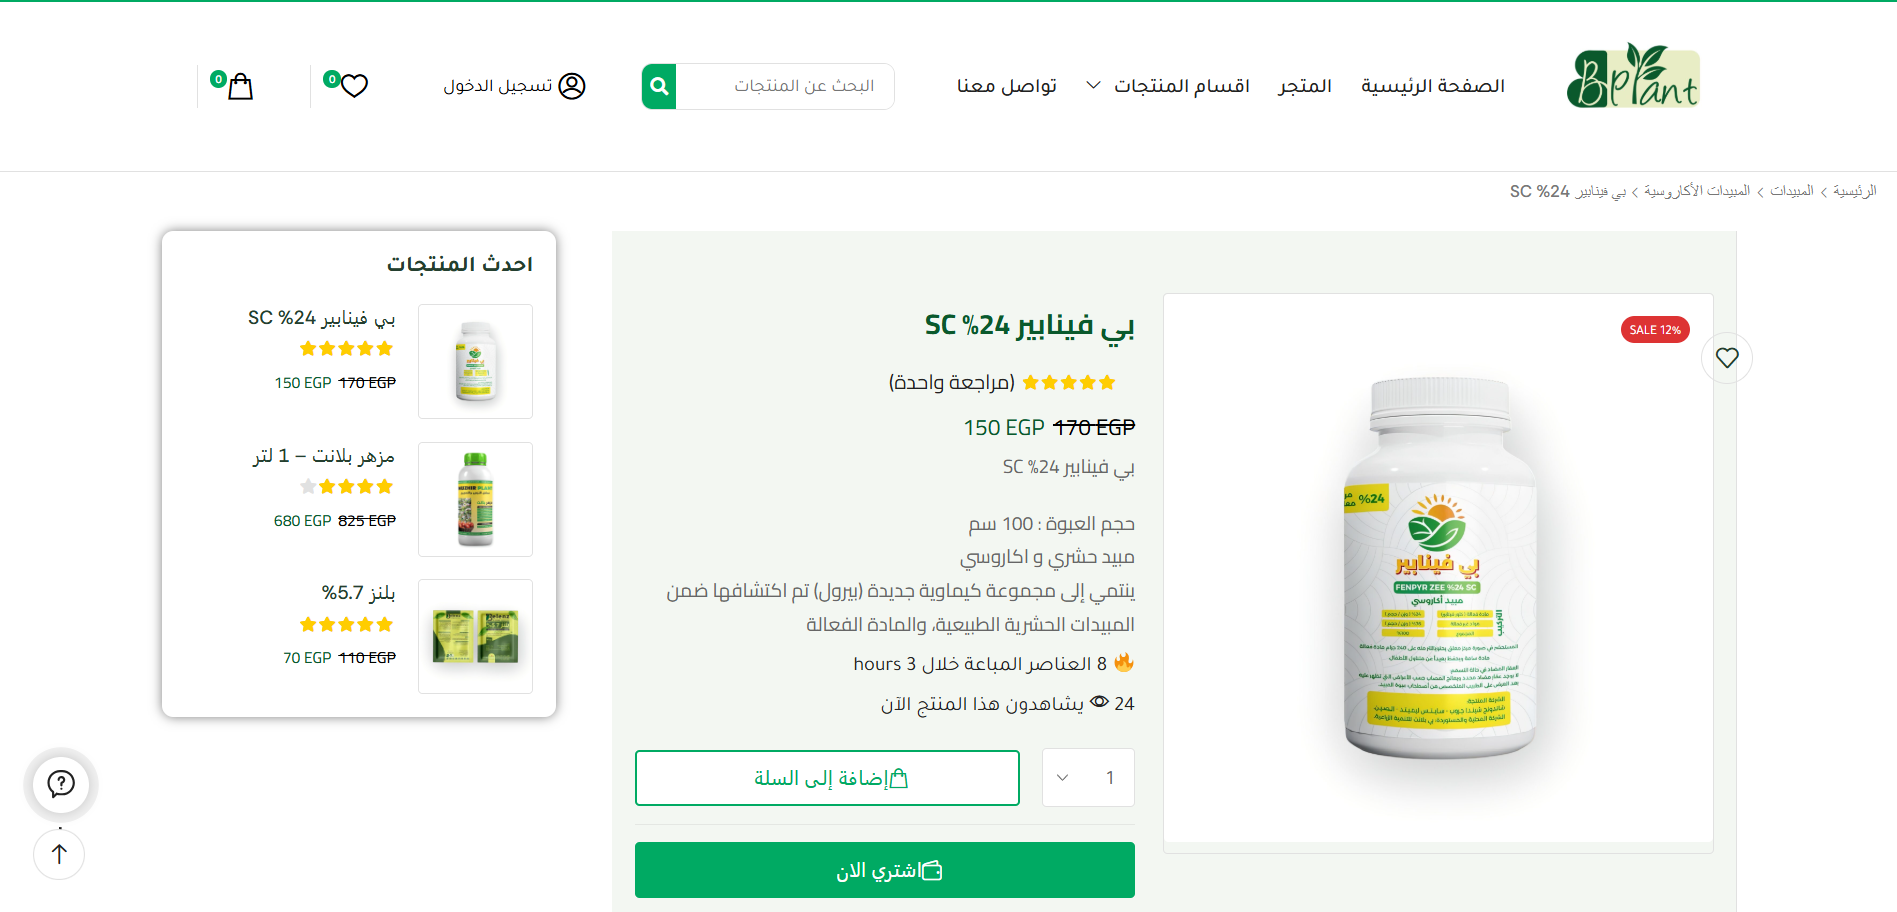 Bplant
الصفحة الرئيسية
المتجر
اقسام المنتجات
تواصل معنا
البحث عن المنتجات
تسجيل الدخول
0
0
الرئيسية > المبيدات > المبيدات الأكاروسية > بي فينابير 24% SC
SALE 12%
%24
بي فينابير
FENPYR ZEE %24 SC
مبيد أكاروسي
التركيب
بي فينابير 24% SC
(مراجعة واحدة)
170 EGP 150 EGP
بي فينابير 24% SC
حجم العبوة : 100 سم
مبيد حشري و اكاروسي
ينتمي إلى مجموعة كيماوية جديدة (بيرول) تم اكتشافها ضمن
المبيدات الحشرية الطبيعية، والمادة الفعالة
8 العناصر المباعة خلال 3 hours
24 يشاهدون هذا المنتج الآن
1
إضافة إلى السلة
اشتري الان
احدث المنتجات
بي فينابير 24% SC
170 EGP 150 EGP
مزهر بلانت – 1 لتر
825 EGP 680 EGP
بلنز 5.7%
110 EGP 70 EGP